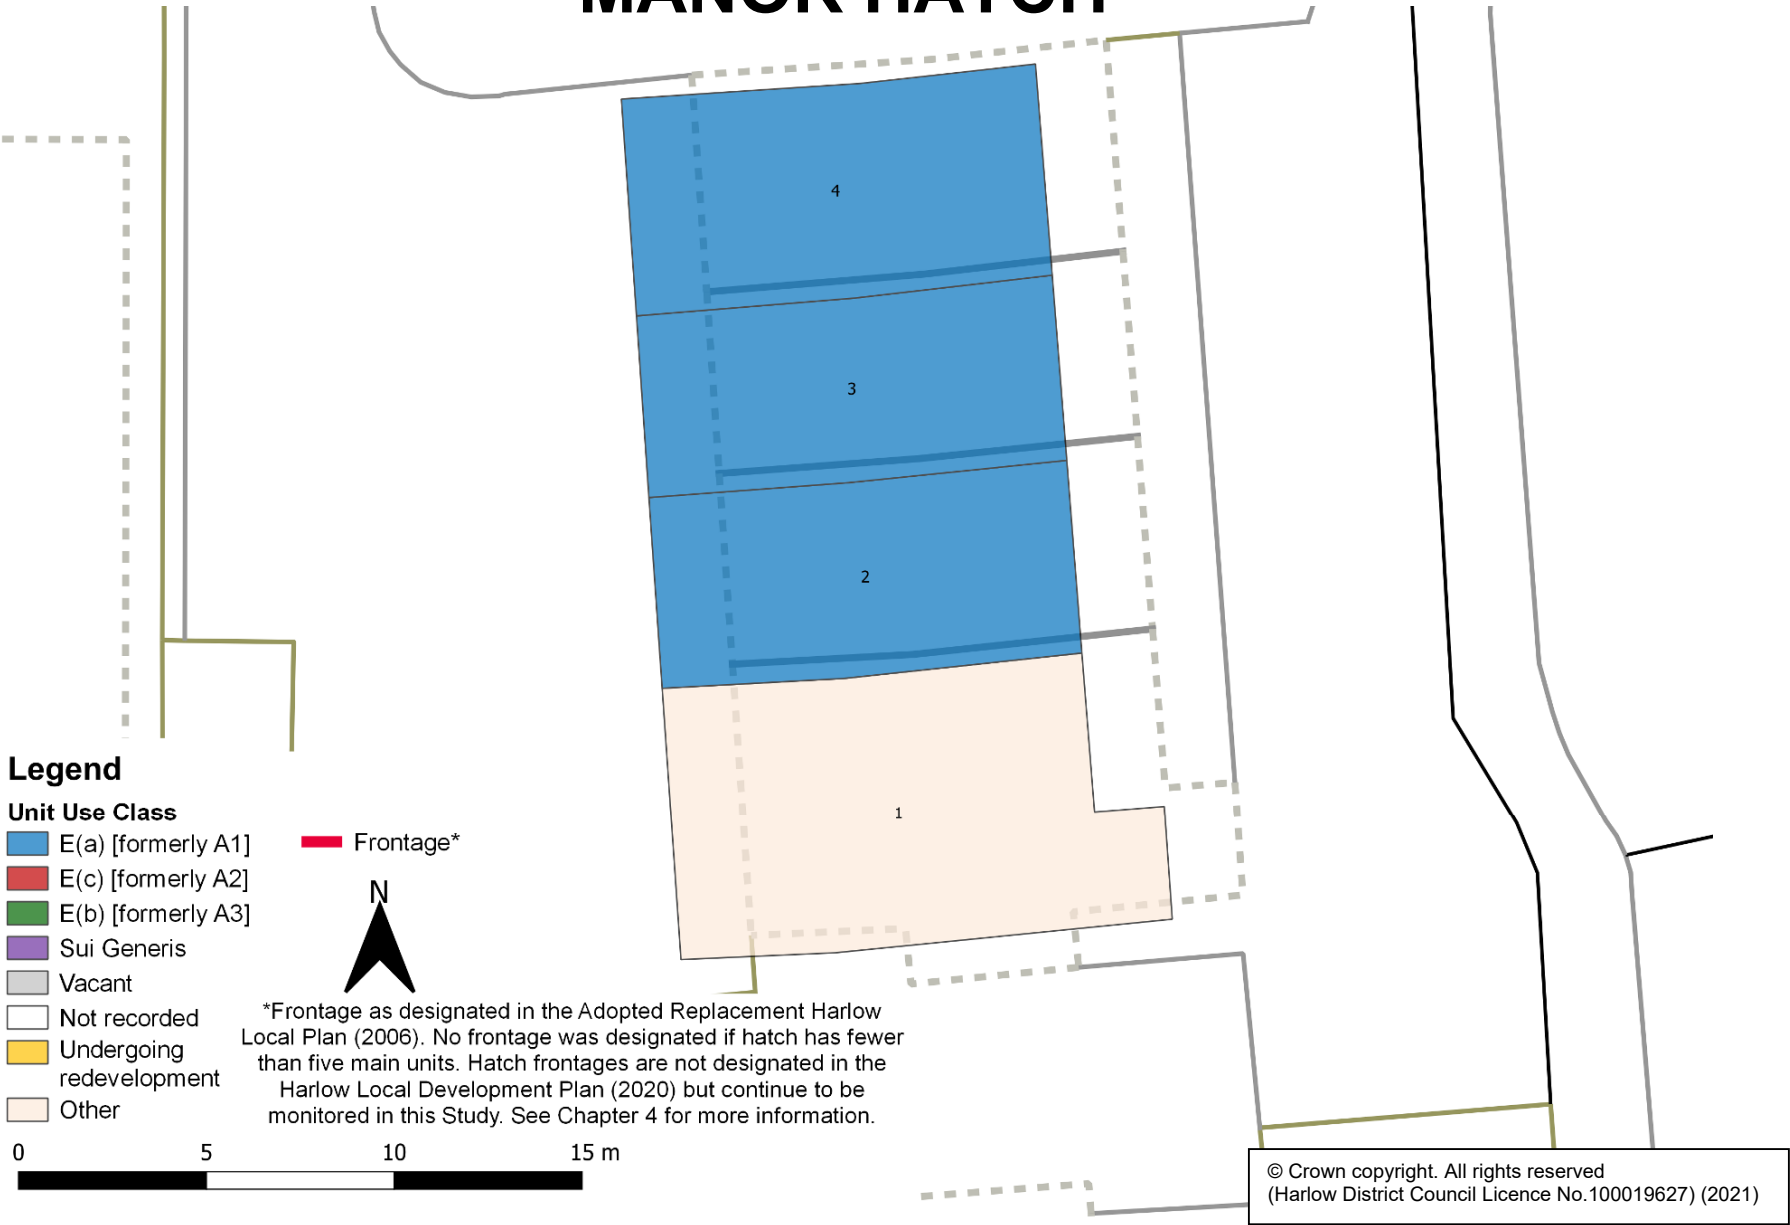 MANOR HATCH
4
3
2
1
Legend
Unit Use Class
E(a) [formerly A1]
E(c) [formerly A2]
E(b) [formerly A3]
Sui Generis
Vacant
Not recorded
Undergoing
redevelopment
Other
Frontage*
N
*Frontage as designated in the Adopted Replacement Harlow
Local Plan (2006). No frontage was designated if hatch has fewer
than five main units. Hatch frontages are not designated in the
Harlow Local Development Plan (2020) but continue to be
monitored in this Study. See Chapter 4 for more information.
0 5 10 15 m
© Crown copyright. All rights reserved
(Harlow District Council Licence No.100019627) (2021)